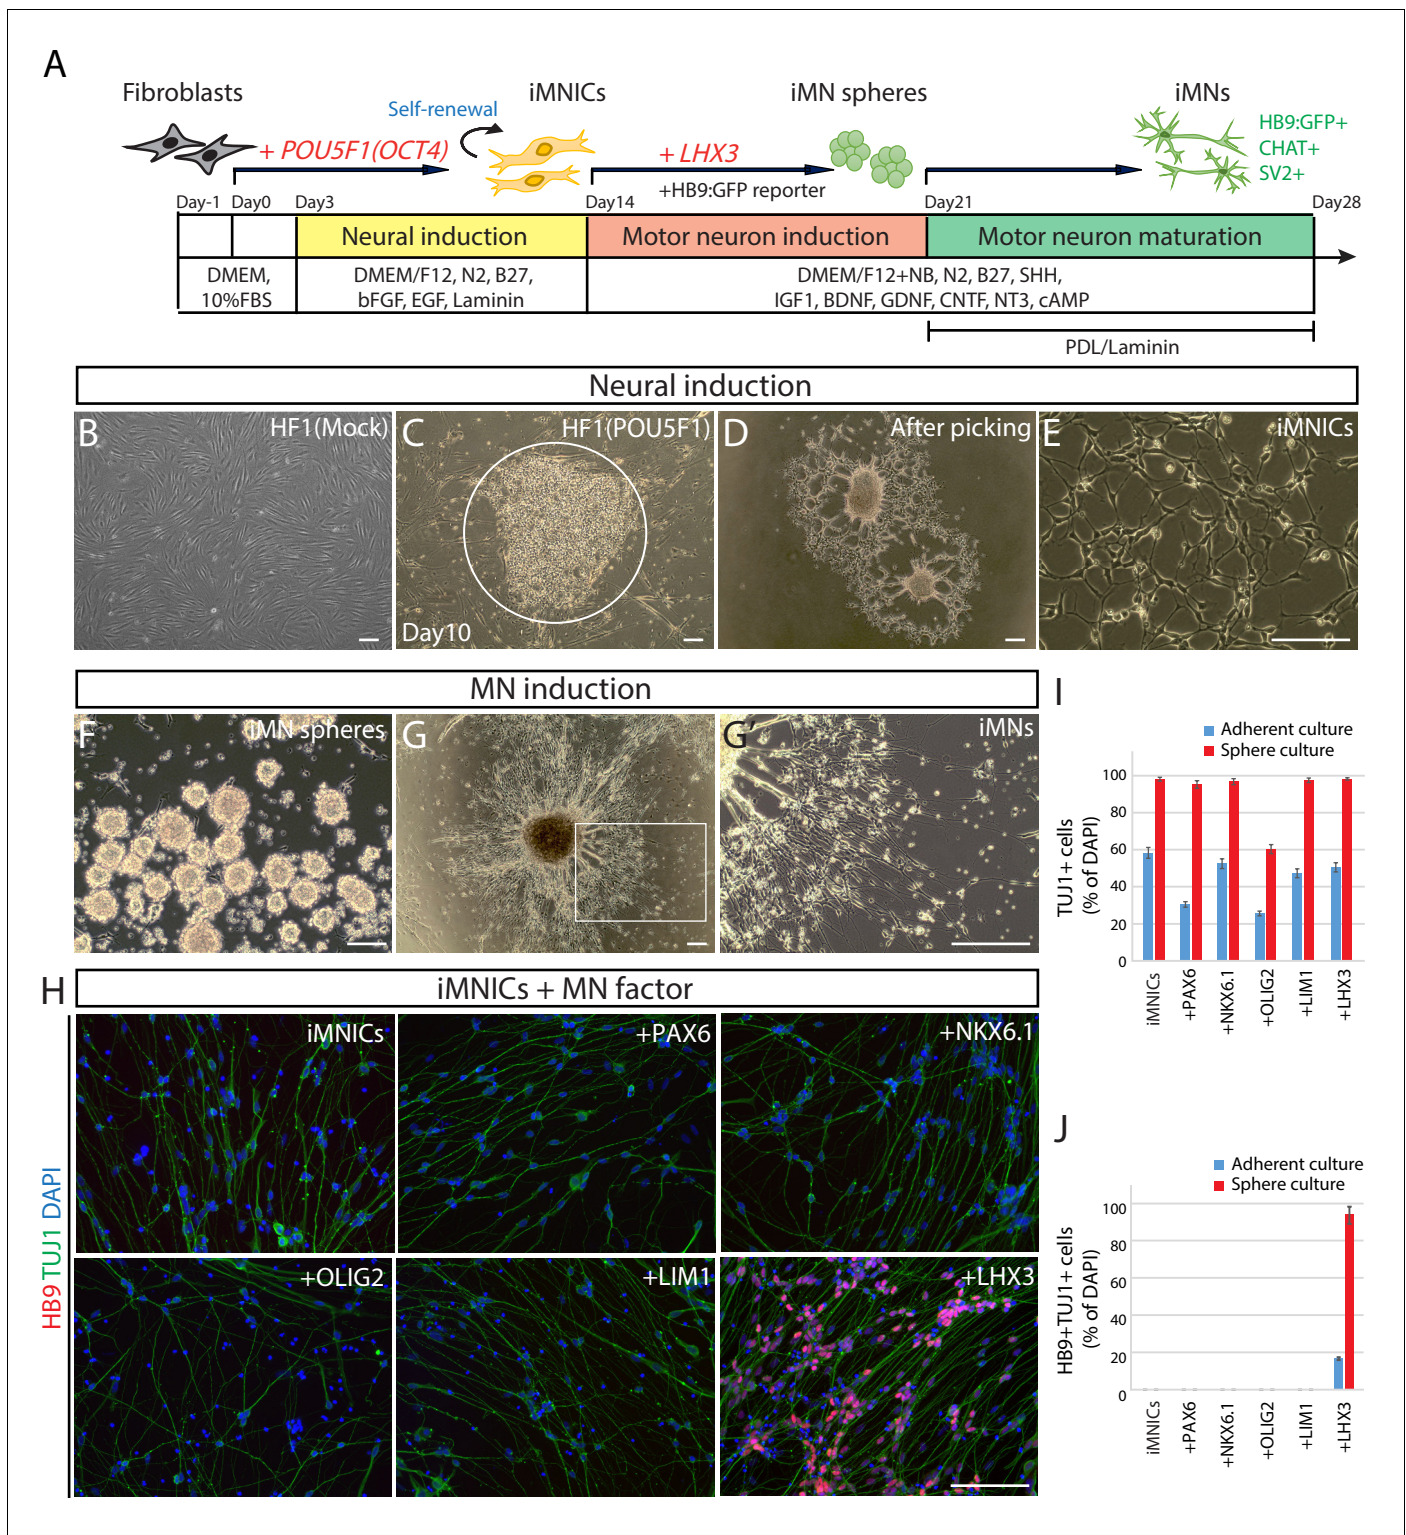 A
Fibroblasts
+ POU5F1(OCT4)
Self-renewal
iMNICs
+ LHX3
+HB9:GFP reporter
iMN spheres
iMNs
HB9:GFP+
CHAT+
SV2+
Day-1
Day0
Day3
Day14
Day21
Day28
Neural induction
Motor neuron induction
Motor neuron maturation
DMEM,
10%FBS
DMEM/F12, N2, B27,
bFGF, EGF, Laminin
DMEM/F12+NB, N2, B27, SHH,
IGF1, BDNF, GDNF, CNTF, NT3, cAMP
PDL/Laminin
Neural induction
B
HF1(Mock)
C
HF1(POU5F1)
Day10
D
After picking
E
iMNICs
MN induction
F
iMN spheres
G
G'
iMNs
H
iMNICs + MN factor
HB9 TUJ1 DAPI
iMNICs
+PAX6
+NKX6.1
+OLIG2
+LIM1
+LHX3
I
Adherent culture
Sphere culture
TUJ1+ cells
(% of DAPI)
100
80
60
40
20
0
iMNICs
+PAX6
+NKX6.1
+OLIG2
+LIM1
+LHX3
J
Adherent culture
Sphere culture
HB9+TUJ1+ cells
(% of DAPI)
100
80
60
40
20
0
iMNICs
+PAX6
+NKX6.1
+OLIG2
+LIM1
+LHX3